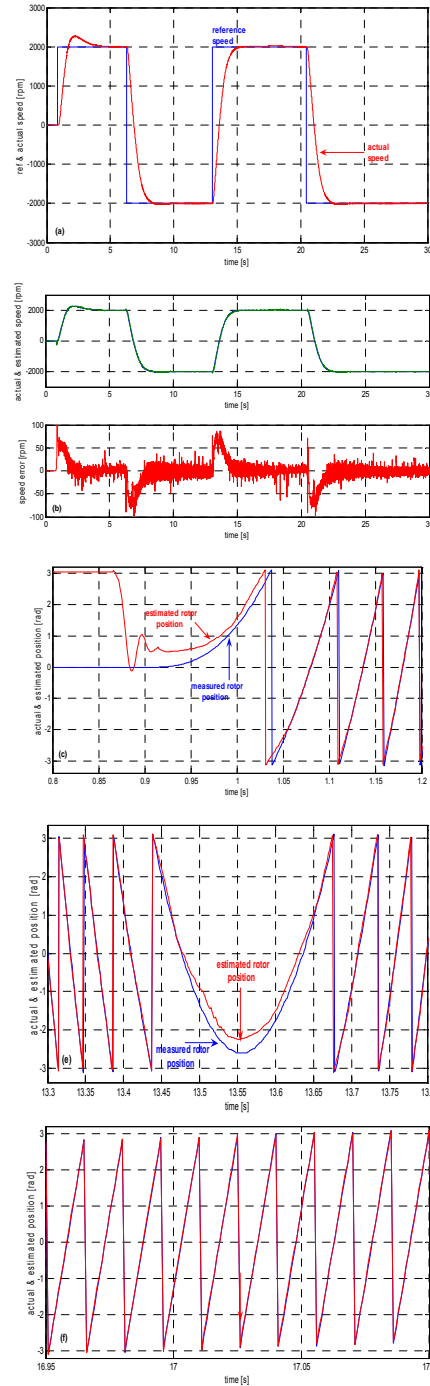 3000
2000
1000
0
-1000
-2000
-3000
ref & actual speed [rpm]
reference
speed
actual
speed
(a)
0 5 10 15 20 25 30
time [s]
2000
0
-2000
actual & estimated speed [rpm]
0 5 10 15 20 25 30
100
50
0
-50
-100
speed error [rpm]
(b)
0 5 10 15 20 25 30
time [s]
3
2
1
0
-1
-2
-3
actual & estimated position [rad]
estimated rotor
position
measured rotor
position
(c)
0.8 0.85 0.9 0.95 1 1.05 1.1 1.15 1.2
time [s]
3
2
1
0
-1
-2
-3
actual & estimated position [rad]
estimated rotor
position
measured rotor
position
(e)
13.3 13.35 13.4 13.45 13.5 13.55 13.6 13.65 13.7 13.75 13.
time [s]
3
2
1
0
-1
-2
-3
actual & estimated position [rad]
(f)
16.95 17 17.05 17.
time [s]